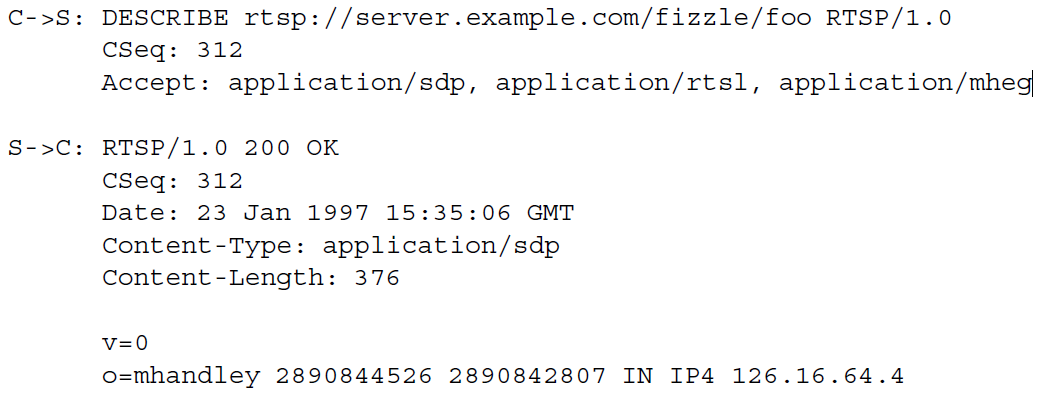 C->S: DESCRIBE rtsp://server.example.com/fizzle/foo RTSP/1.0
CSeq: 312
Accept: application/sdp, application/rtsl, application/mheg
S->C: RTSP/1.0 200 OK
CSeq: 312
Date: 23 Jan 1997 15:35:06 GMT
Content-Type: application/sdp
Content-Length: 376
v=0
o=mhandley 2890844526 2890842807 IN IP4 126.16.64.4